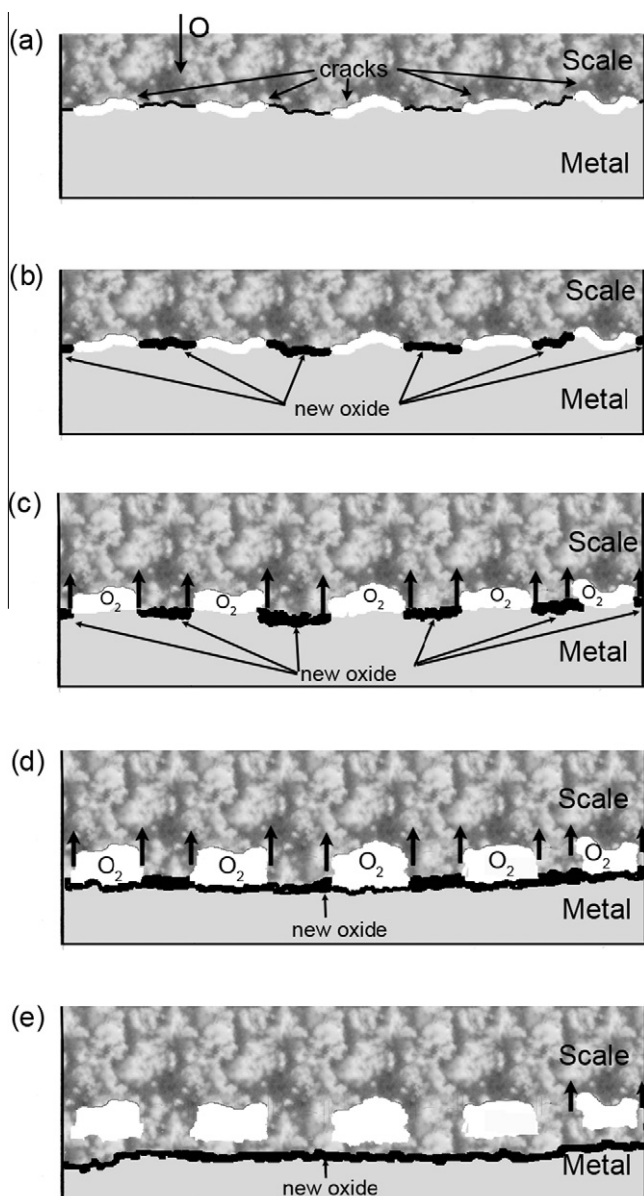 (a)
O
Scale
cracks
Metal
(b)
Scale
new oxide
Metal
(c)
Scale
O₂ O₂ O₂ O₂ O₂
new oxide
Metal
(d)
Scale
O₂ O₂ O₂ O₂ O₂
Metal
new oxide
(e)
Scale
Metal
new oxide